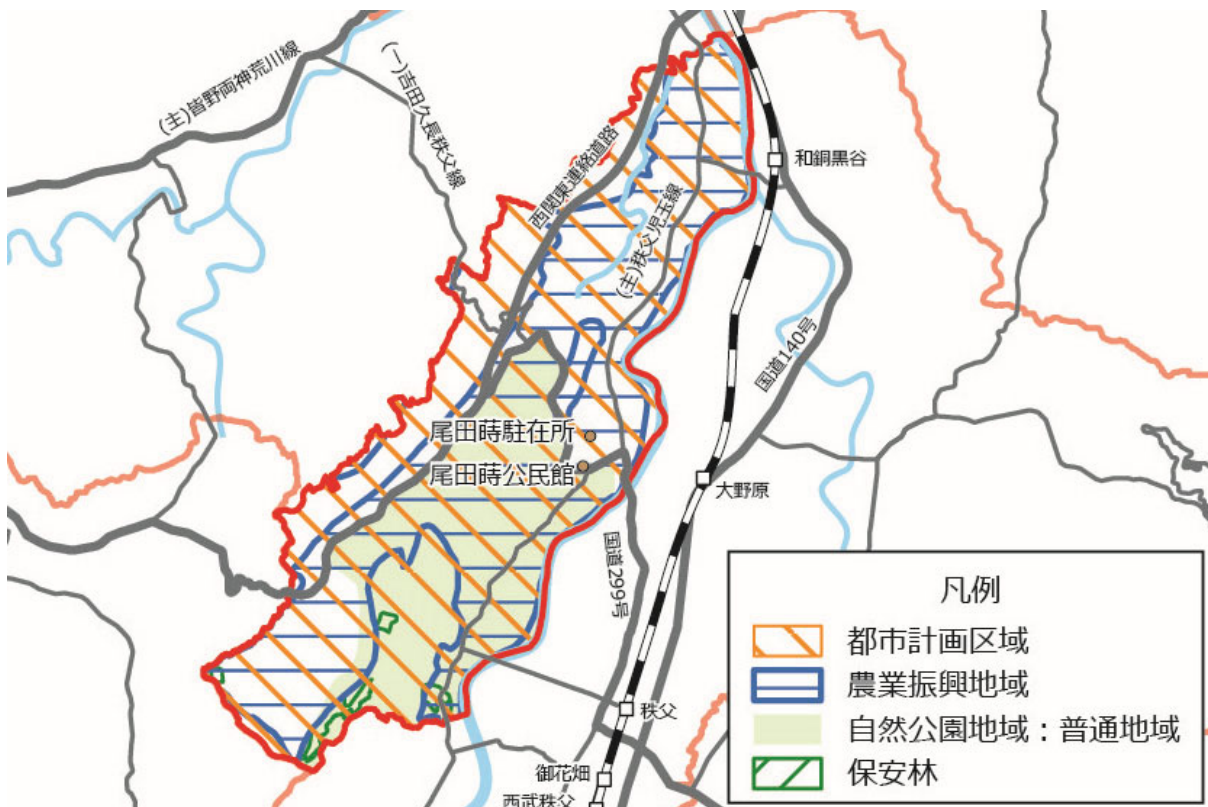 (主)皆野両神荒川線
(一)吉田久長秩父線
西関東連絡道路
(主)秩父児玉線
和銅黒谷
国道140号
尾田蒔駐在所
尾田蒔公民館
大野原
国道299号
秩父
御花畑
西武秩父
凡例
都市計画区域
農業振興地域
自然公園地域：普通地域
保安林